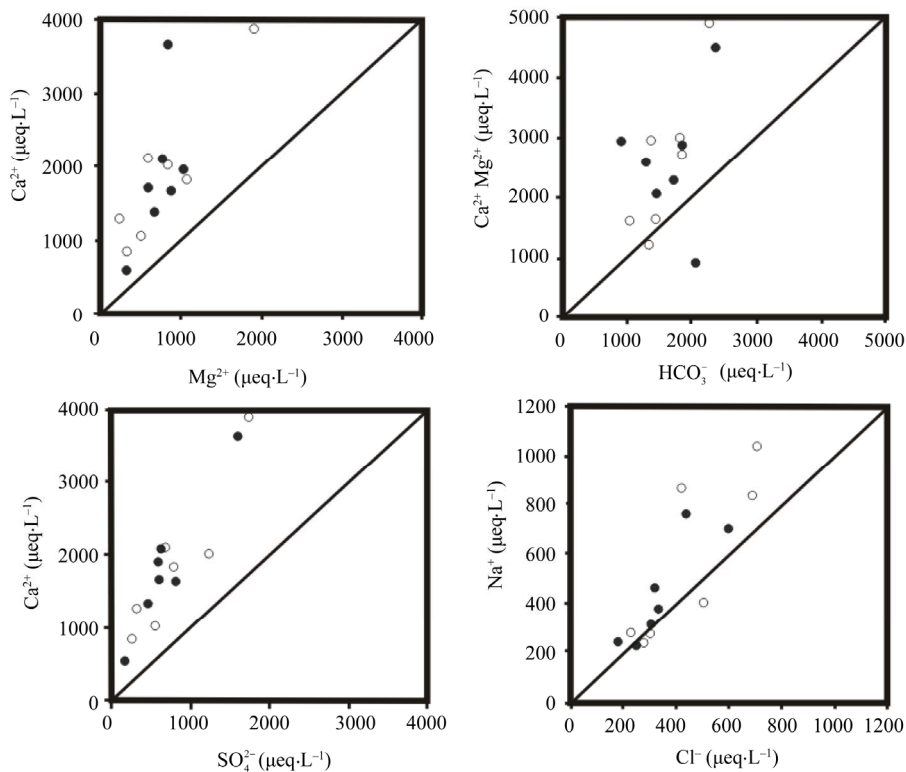 4000
3000
2000
1000
0
Ca²⁺ (μeq·L⁻¹)
0 1000 2000 3000 4000
Mg²⁺ (μeq·L⁻¹)
5000
4000
3000
2000
1000
0
Ca²⁺ Mg²⁺ (μeq·L⁻¹)
0 1000 2000 3000 4000 5000
HCO₃⁻ (μeq·L⁻¹)
4000
3000
2000
1000
0
Ca²⁺ (μeq·L⁻¹)
0 1000 2000 3000 4000
SO₄²⁻ (μeq·L⁻¹)
1200
1000
800
600
400
200
0
Na⁺ (μeq·L⁻¹)
0 200 400 600 800 1000 1200
Cl⁻ (μeq·L⁻¹)